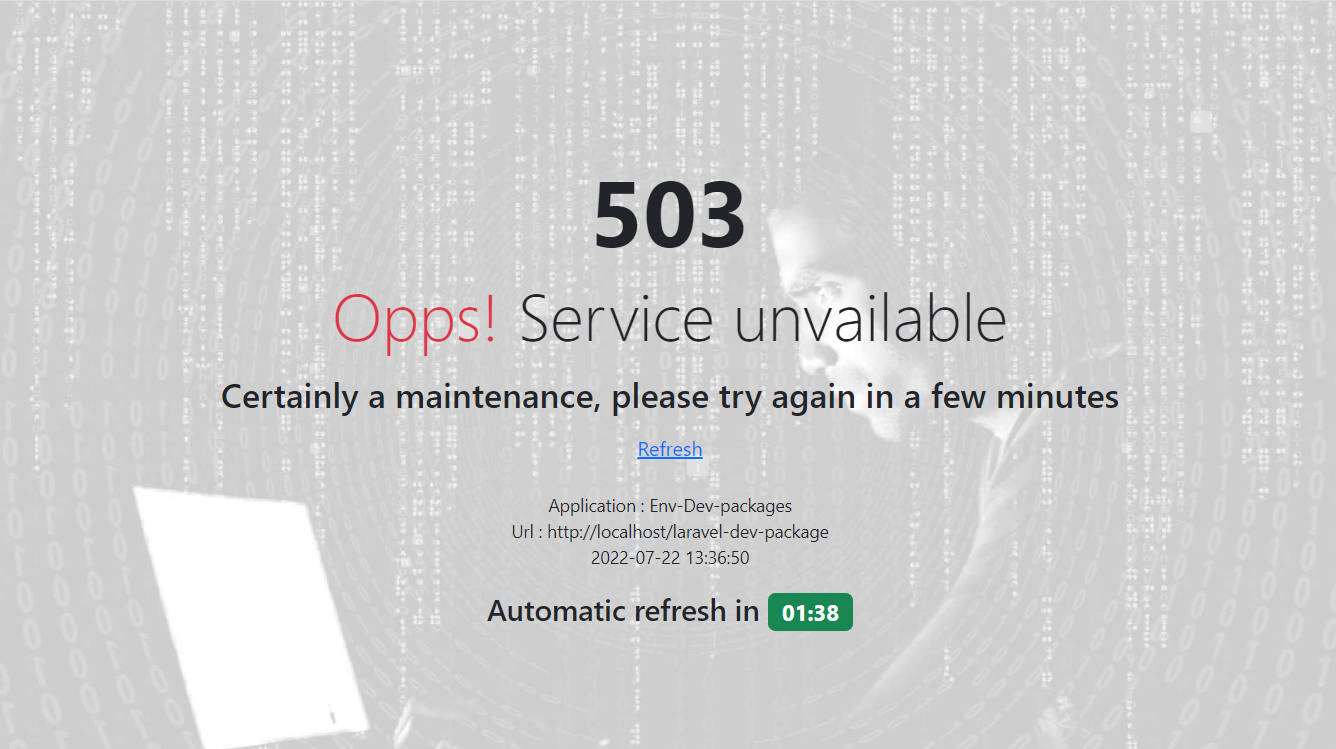 503
Opps! Service unvailable
Certainly a maintenance, please try again in a few minutes
Refresh
Application : Env-Dev-packages
Url : http://localhost/laravel-dev-package
2022-07-22 13:36:50
Automatic refresh in 01:38